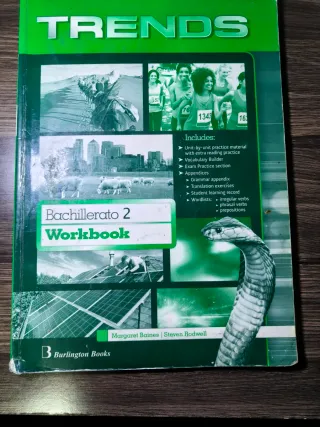 TRENDS
Includes:
Unit-by-unit practice material
with extra reading practice
Vocabulary Builder
Exam Practice section
Appendices
Grammar appendix
Translation exercises
Student learning record
Wordlists: irregular verbs
phrasal verbs
prepositions
Bachillerato 2
Workbook
Margaret Barnes | Steven Bodwell
B Burlington Books